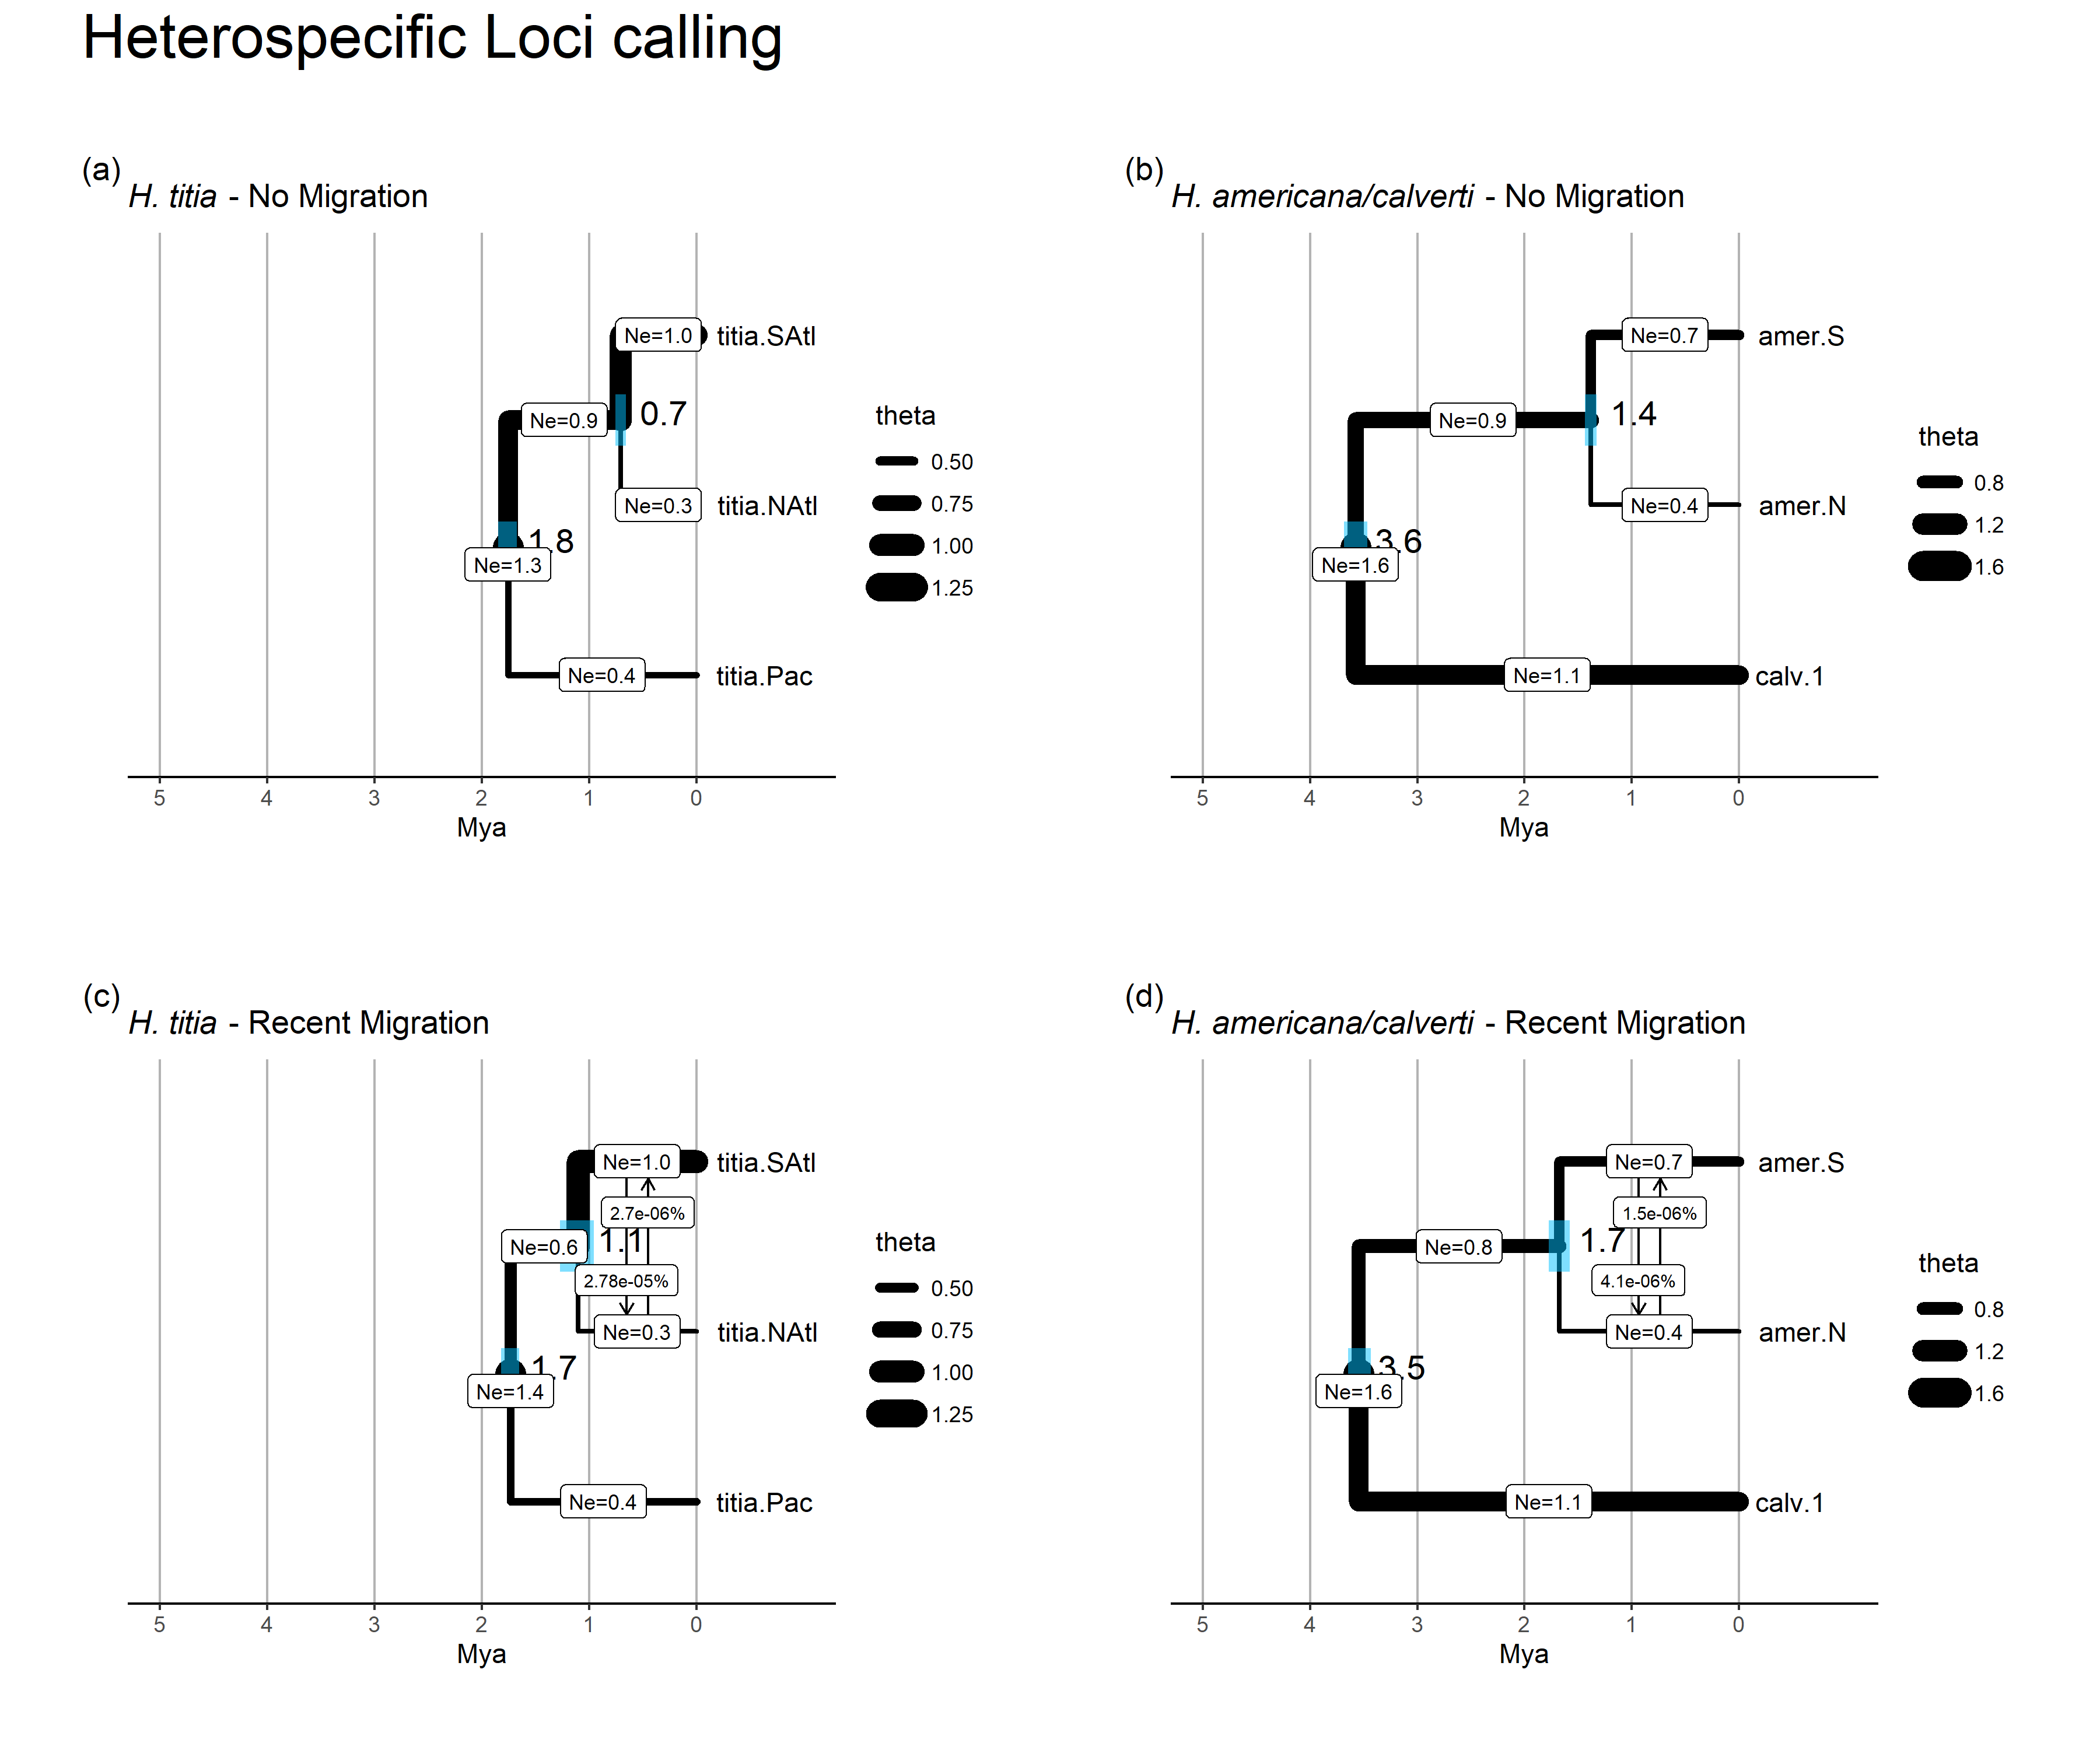 Heterospecific Loci calling
(a)
H. titia - No Migration
Ne=1.0
titia.SAtl
Ne=0.9
0.7
Ne=0.3
titia.NAtl
1.8
Ne=1.3
Ne=0.4
titia.Pac
5
4
3
2
1
0
Mya
theta
0.50
0.75
1.00
1.25
(b)
H. americana/calverti - No Migration
Ne=0.7
amer.S
Ne=0.9
1.4
Ne=0.4
amer.N
3.6
Ne=1.6
Ne=1.1
calv.1
5
4
3
2
1
0
Mya
theta
0.8
1.2
1.6
(c)
H. titia - Recent Migration
Ne=1.0
titia.SAtl
2.7e-06%
Ne=0.6
1.1
2.78e-05%
Ne=0.3
titia.NAtl
1.7
Ne=1.4
Ne=0.4
titia.Pac
5
4
3
2
1
0
Mya
theta
0.50
0.75
1.00
1.25
(d)
H. americana/calverti - Recent Migration
Ne=0.7
amer.S
1.5e-06%
Ne=0.8
1.7
4.1e-06%
Ne=0.4
amer.N
3.5
Ne=1.6
Ne=1.1
calv.1
5
4
3
2
1
0
Mya
theta
0.8
1.2
1.6